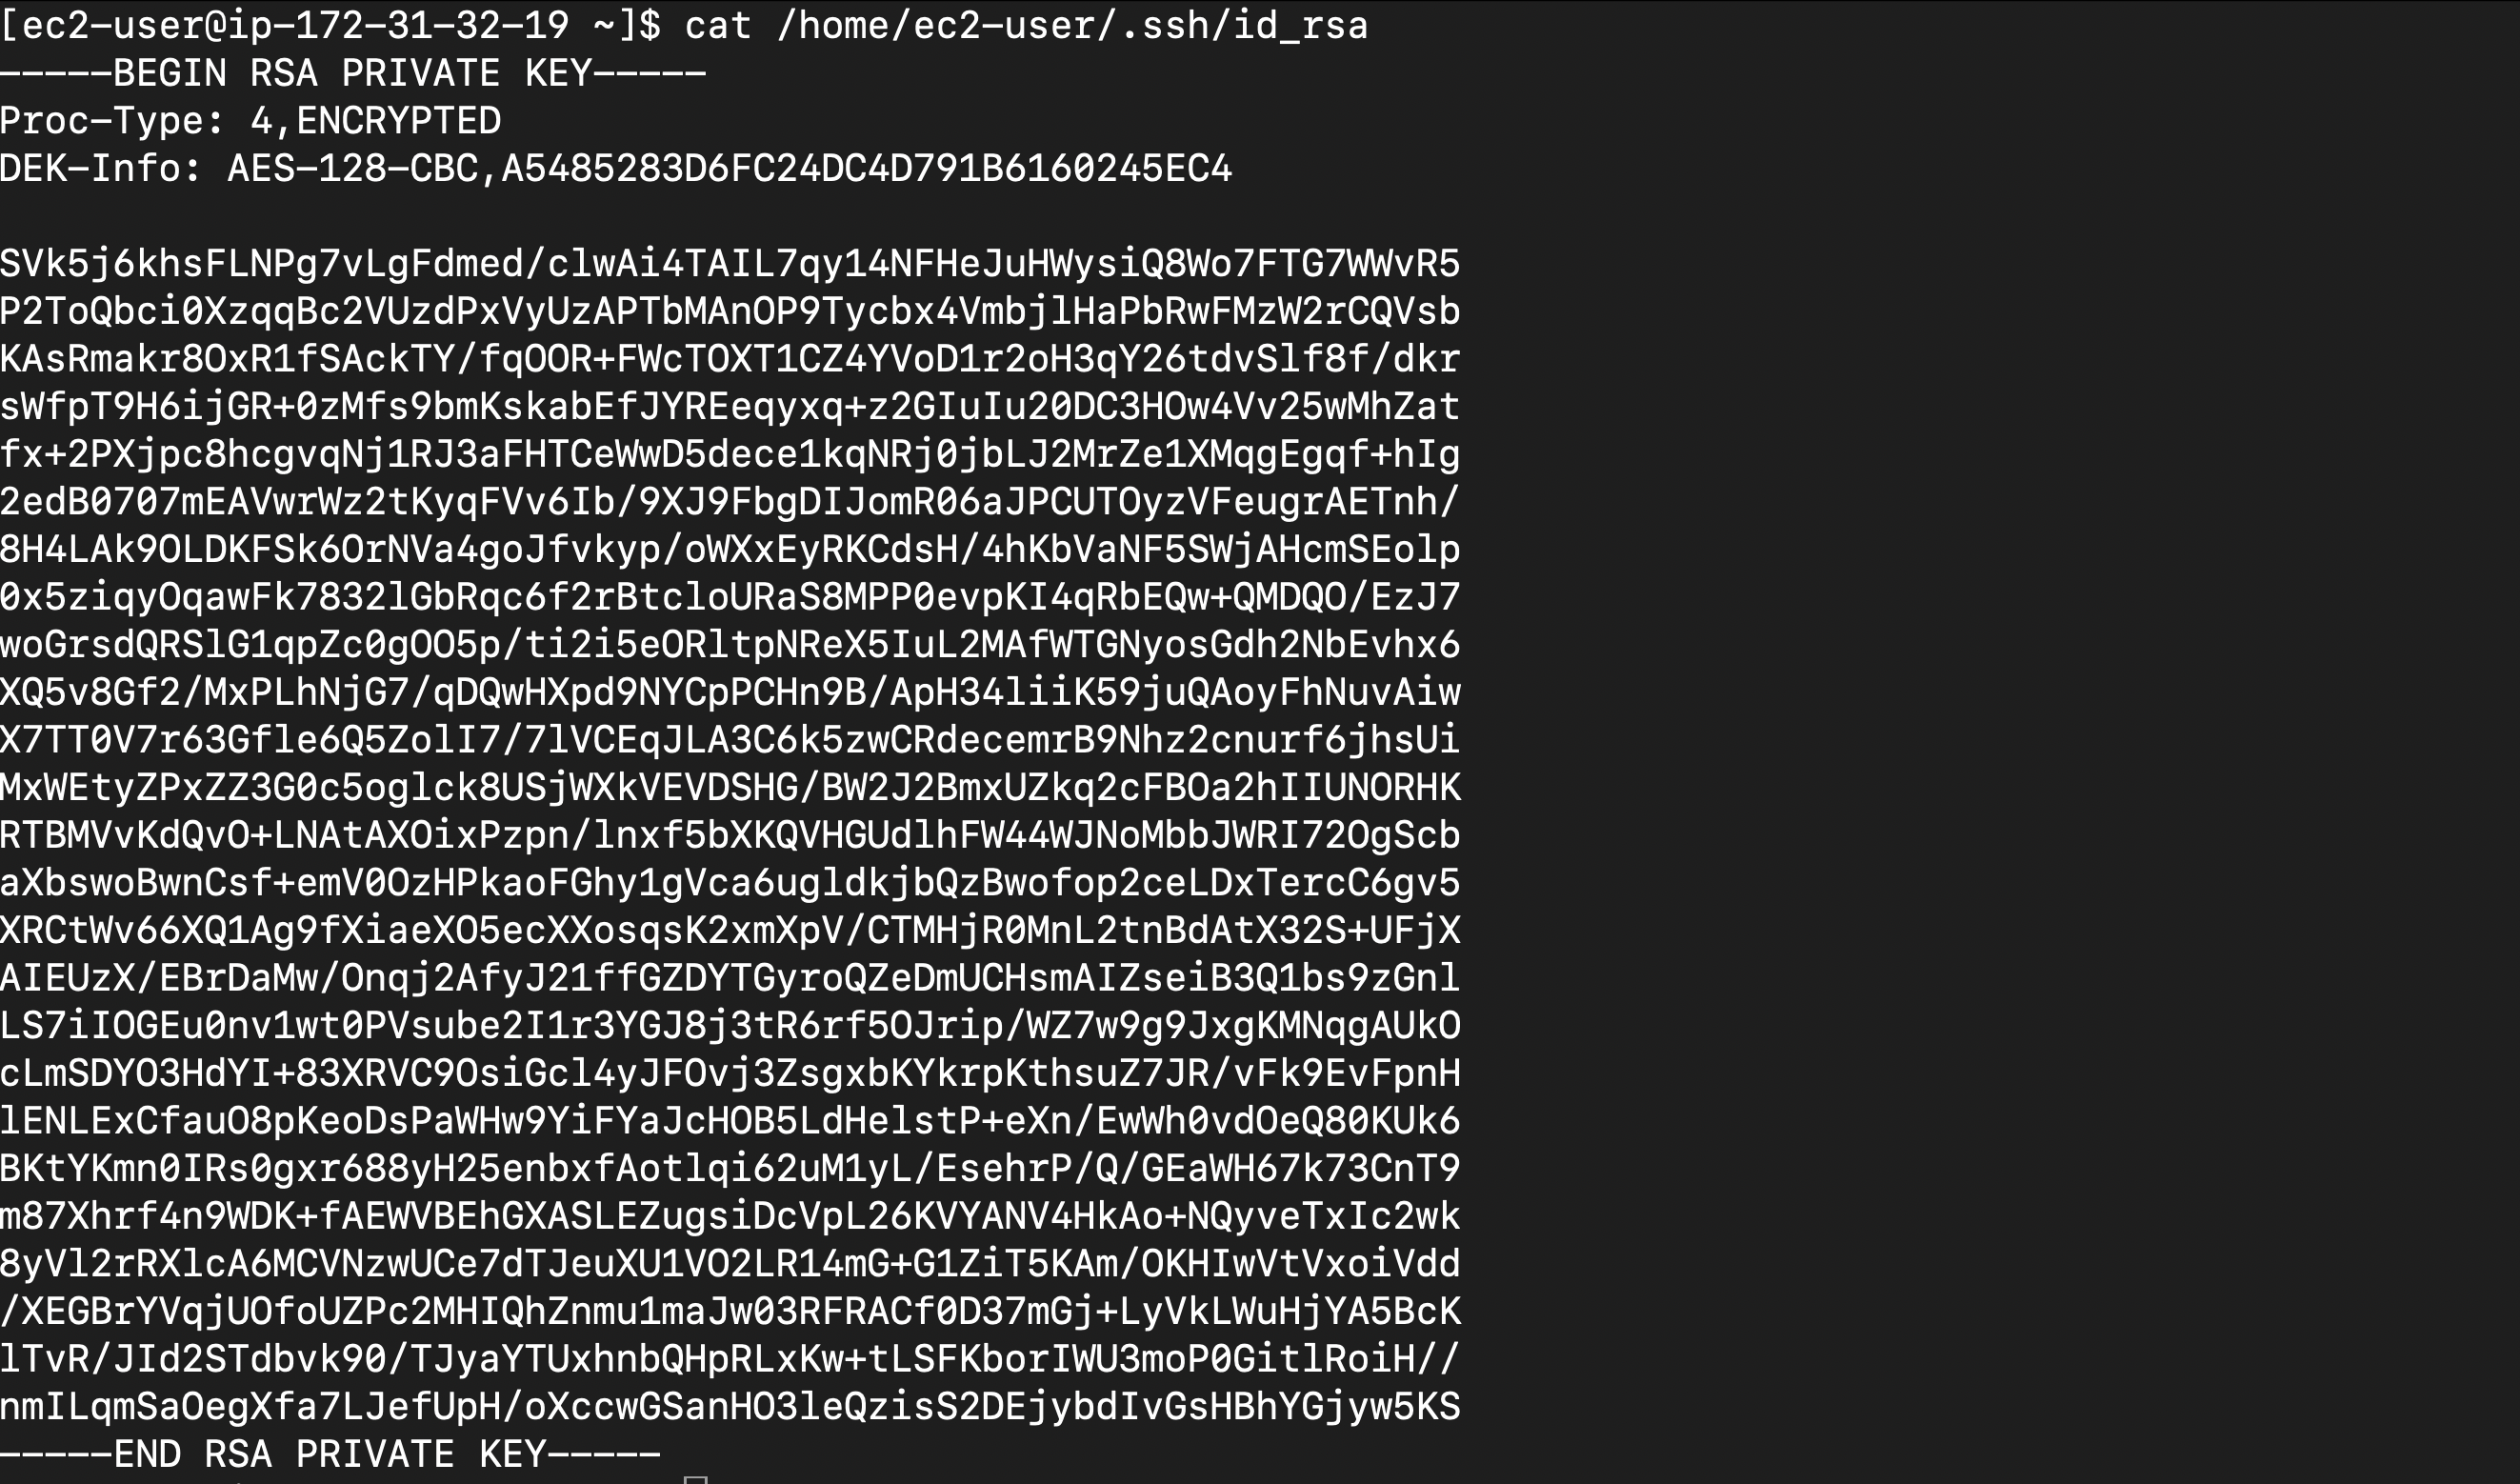 [ec2-user@ip-172-31-32-19 ~]$ cat /home/ec2-user/.ssh/id_rsa
-----BEGIN RSA PRIVATE KEY-----
Proc-Type: 4,ENCRYPTED
DEK-Info: AES-128-CBC,A5485283D6FC24DC4D791B6160245EC4

SVk5j6khsFLNPg7vLgFdmed/clwAi4TAIL7qy14NFHeJuHWysiQ8Wo7FTG7WWvR5
P2ToQbci0XzqqBc2VUzdPxVyUzAPTbMAnOP9Tycbx4VmbjlHaPbRwFMzW2rCQVsb
KAsRmakr8OxR1fSAckTY/fqOOR+FWcTOXT1CZ4YVoD1r2oH3qY26tdvSlf8f/dkr
sWfpT9H6ijGR+0zMfs9bmKskabEfJYREeqyxq+z2GIuIu20DC3HOw4Vv25wMhZat
fx+2PXjpc8hcgvqNj1RJ3aFHTCeWwD5dece1kqNRj0jbLJ2MrZe1XMqgEgqf+hIg
2edB0707mEAVwrWz2tKyqFVv6Ib/9XJ9FbgDIJomR06aJPCUTOyzVFeugrAETnh/
8H4LAk9OLDKFSk6OrNVa4goJfvkyp/oWXxEyRKCdsH/4hKbVaNF5SWjAHcmSEolp
0x5ziqyOqawFk7832lGbRqc6f2rBtcloURaS8MPP0evpKI4qRbEQw+QMDQO/EzJ7
woGrsdQRSlG1qpZc0gOO5p/ti2i5eORltpNReX5IuL2MAfWTGNyosGdh2NbEvhx6
XQ5v8Gf2/MxPLhNjG7/qDQwHXpd9NYCpPCHn9B/ApH34liiK59juQAoyFhNuvAiw
X7TT0V7r63Gfle6Q5ZolI7/7lVCEqJLA3C6k5zwCRdecemrB9Nhz2cnurf6jhsUi
MxWEtyZPxZZ3G0c5oglck8USjWXkVEVDSHG/BW2J2BmxUZkq2cFBOa2hIIUNORHK
RTBMVvKdQvO+LNAtAXOixPzpn/lnxf5bXKQVHGUdlhFW44WJNoMbbJWRI72OgScb
aXbswoBwnCsf+emV0OzHPkaoFGhy1gVca6ugldkjbQzBwofop2ceLDxTercC6gv5
XRCtWv66XQ1Ag9fXiaeXO5ecXXosqsK2xmXpV/CTMHjR0MnL2tnBdAtX32S+UFjX
AIEUzX/EBrDaMw/Onqj2AfyJ21ffGZDYTGyroQZeDmUCHsmAIZseiB3Q1bs9zGnl
LS7iIOGEu0nv1wt0PVsube2I1r3YGJ8j3tR6rf5OJrip/WZ7w9g9JxgKMNqgAUkO
cLmSDYO3HdYI+83XRVC9OsiGcl4yJFOvj3ZsgxbKYkrpKthsuZ7JR/vFk9EvFpnH
lENLExCfauO8pKeoDsPaWHw9YiFYaJcHOB5LdHelstP+eXn/EwWh0vdOeQ80KUk6
BKtYKmn0IRs0gxr688yH25enbxfAotlqi62uM1yL/EsehrP/Q/GEaWH67k73CnT9
m87Xhrf4n9WDK+fAEWVBEhGXASLEZugsiDcVpL26KVYANV4HkAo+NQyveTxIc2wk
8yVl2rRXlcA6MCVNzwUCe7dTJeuXU1VO2LR14mG+G1ZiT5KAm/OKHIwVtVxoiVdd
/XEGBrYVqjUOfoUZPc2MHIQhZnmu1maJw03RFRACf0D37mGj+LyVkLWuHjYA5BcK
lTvR/JId2STdbvk90/TJyaYTUxhnbQHpRLxKw+tLSFKborIWU3moP0GitlRoiH//
nmILqmSaOegXfa7LJefUpH/oXccwGSanHO3leQzisS2DEjybdIvGsHBhYGjyw5KS
-----END RSA PRIVATE KEY-----